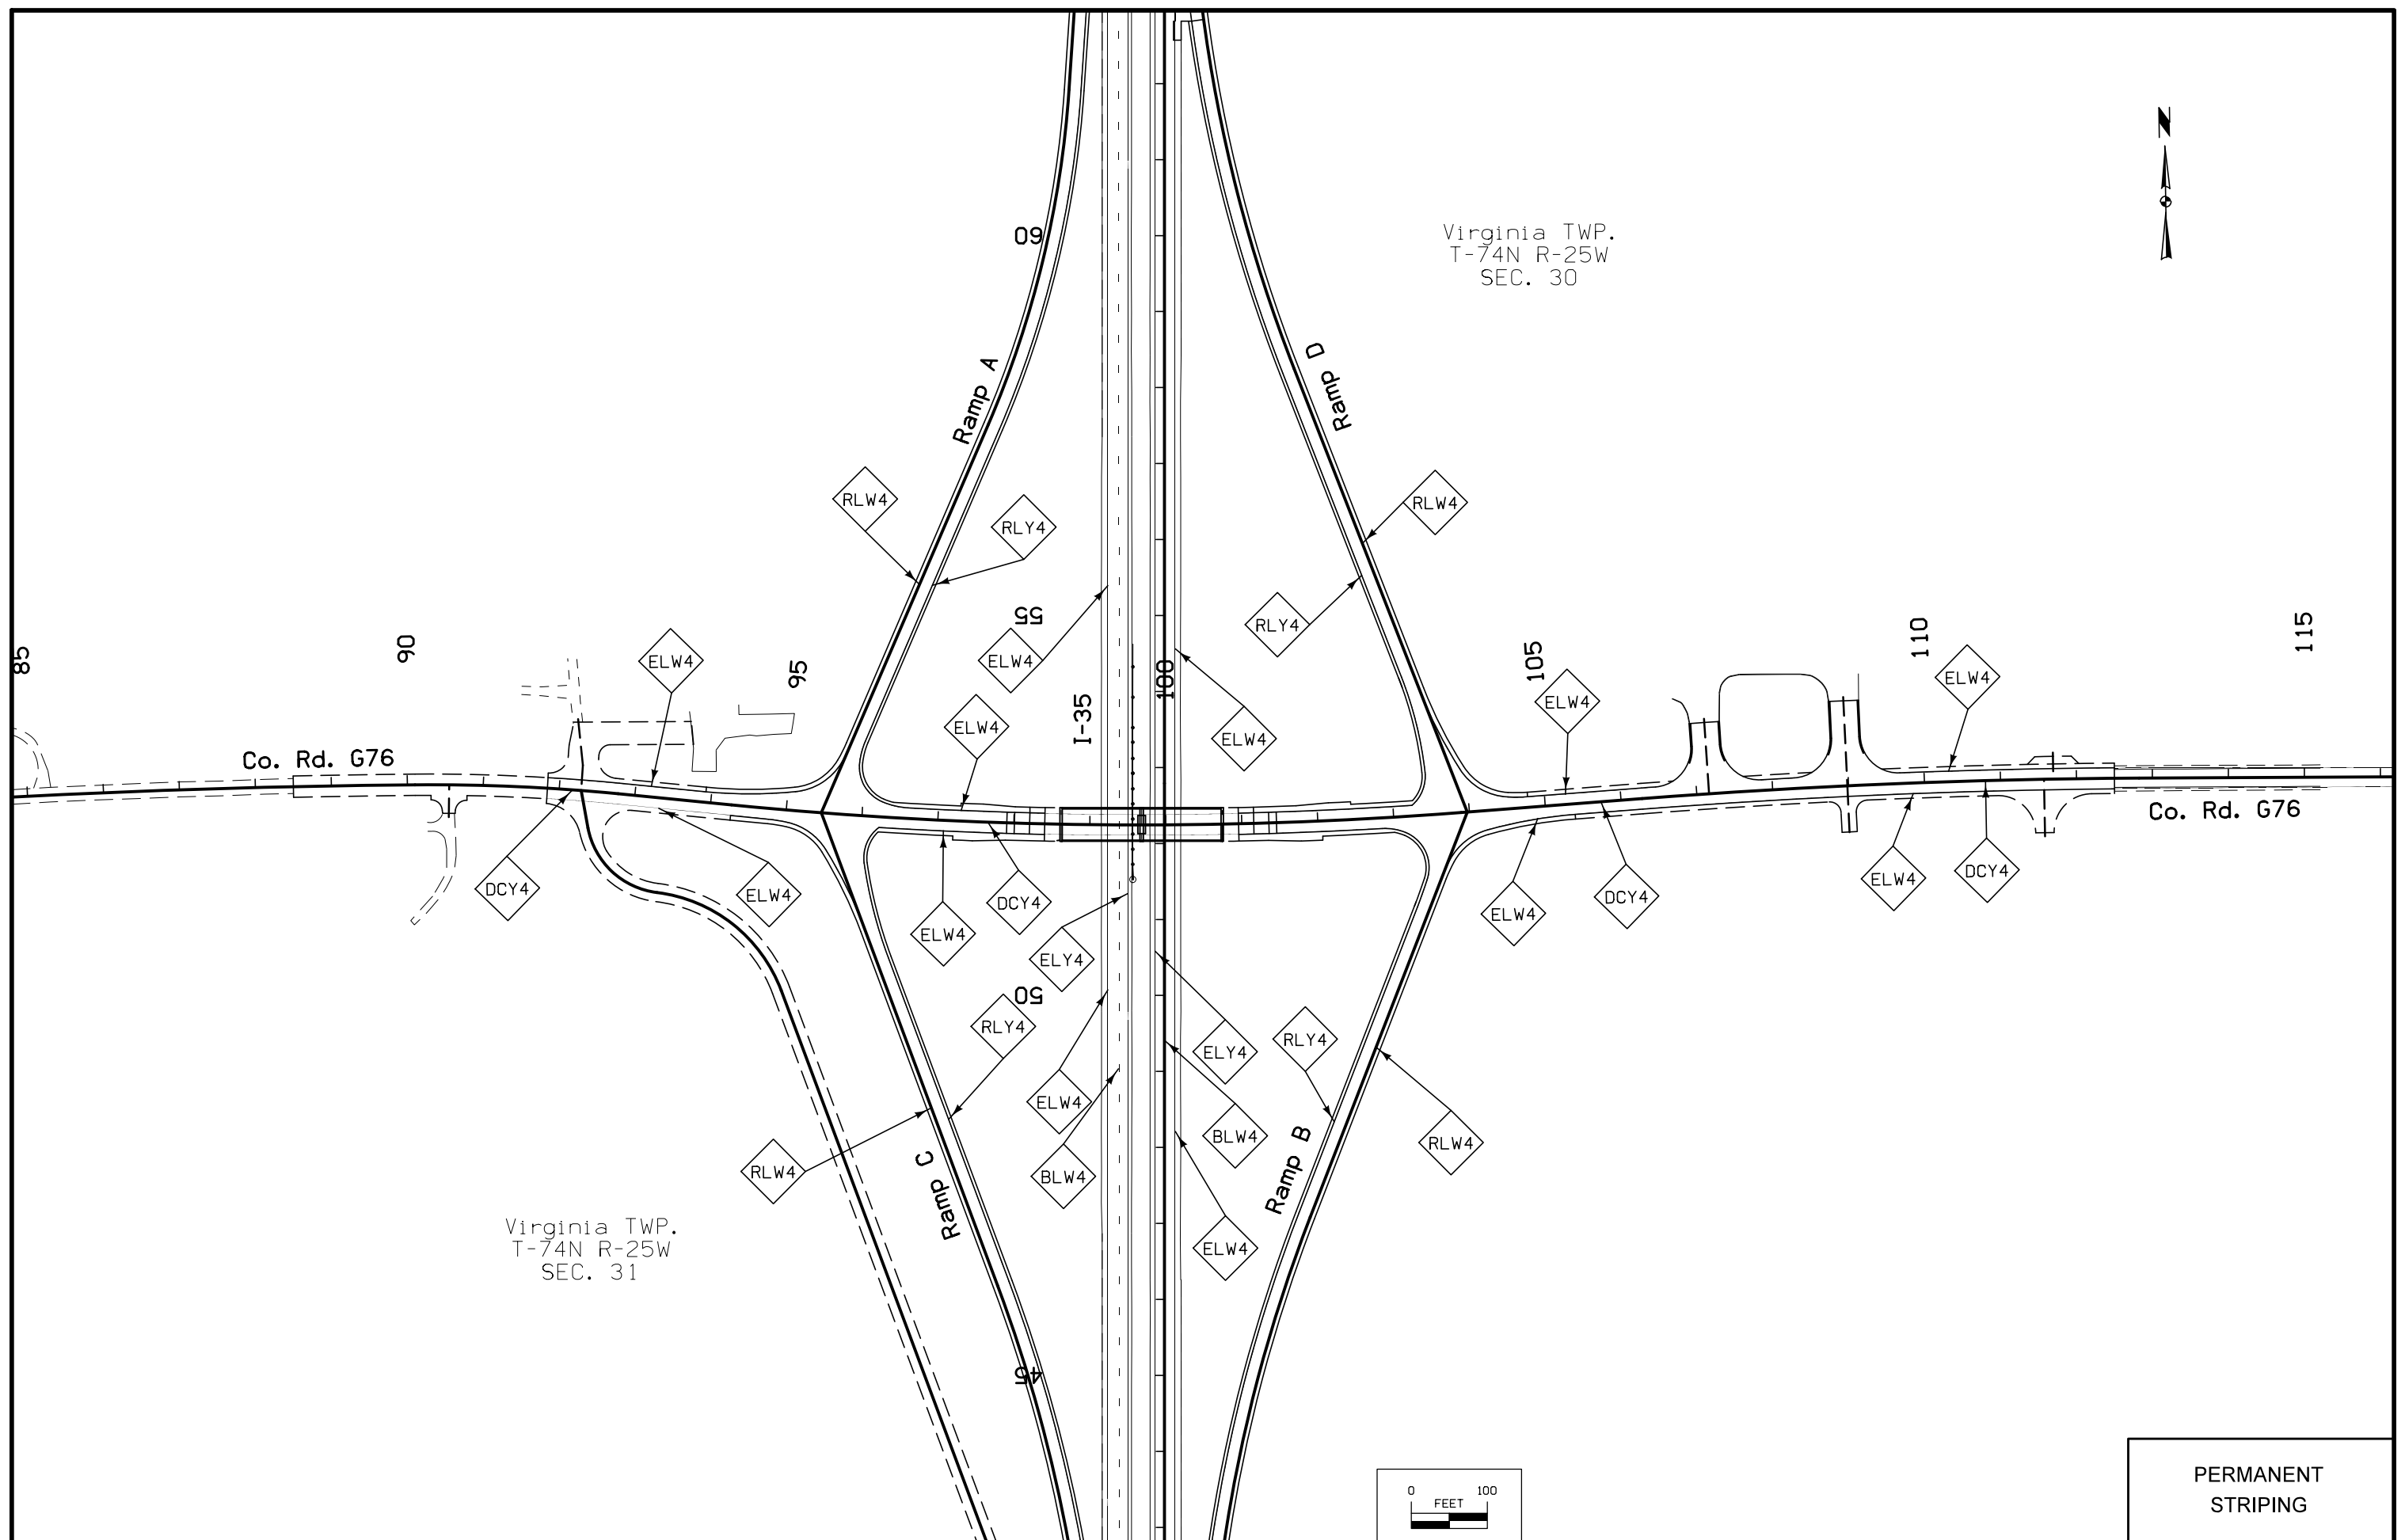 N
Virginia TWP.
T-74N R-25W
SEC. 30
60
Ramp A
Ramp D
RLW4
RLY4
RLW4
RLY4
55
ELW4
ELW4
ELW4
ELW4
ELW4
ELW4
ELW4
85
90
95
I-35
100
105
110
115
Co. Rd. G76
Co. Rd. G76
DCY4
ELW4
ELW4
DCY4
ELW4
DCY4
ELW4
DCY4
ELY4
50
RLY4
ELW4
ELY4
RLY4
BLW4
BLW4
RLW4
RLW4
Ramp C
Ramp B
ELW4
Virginia TWP.
T-74N R-25W
SEC. 31
45
0 100
FEET
PERMANENT
STRIPING